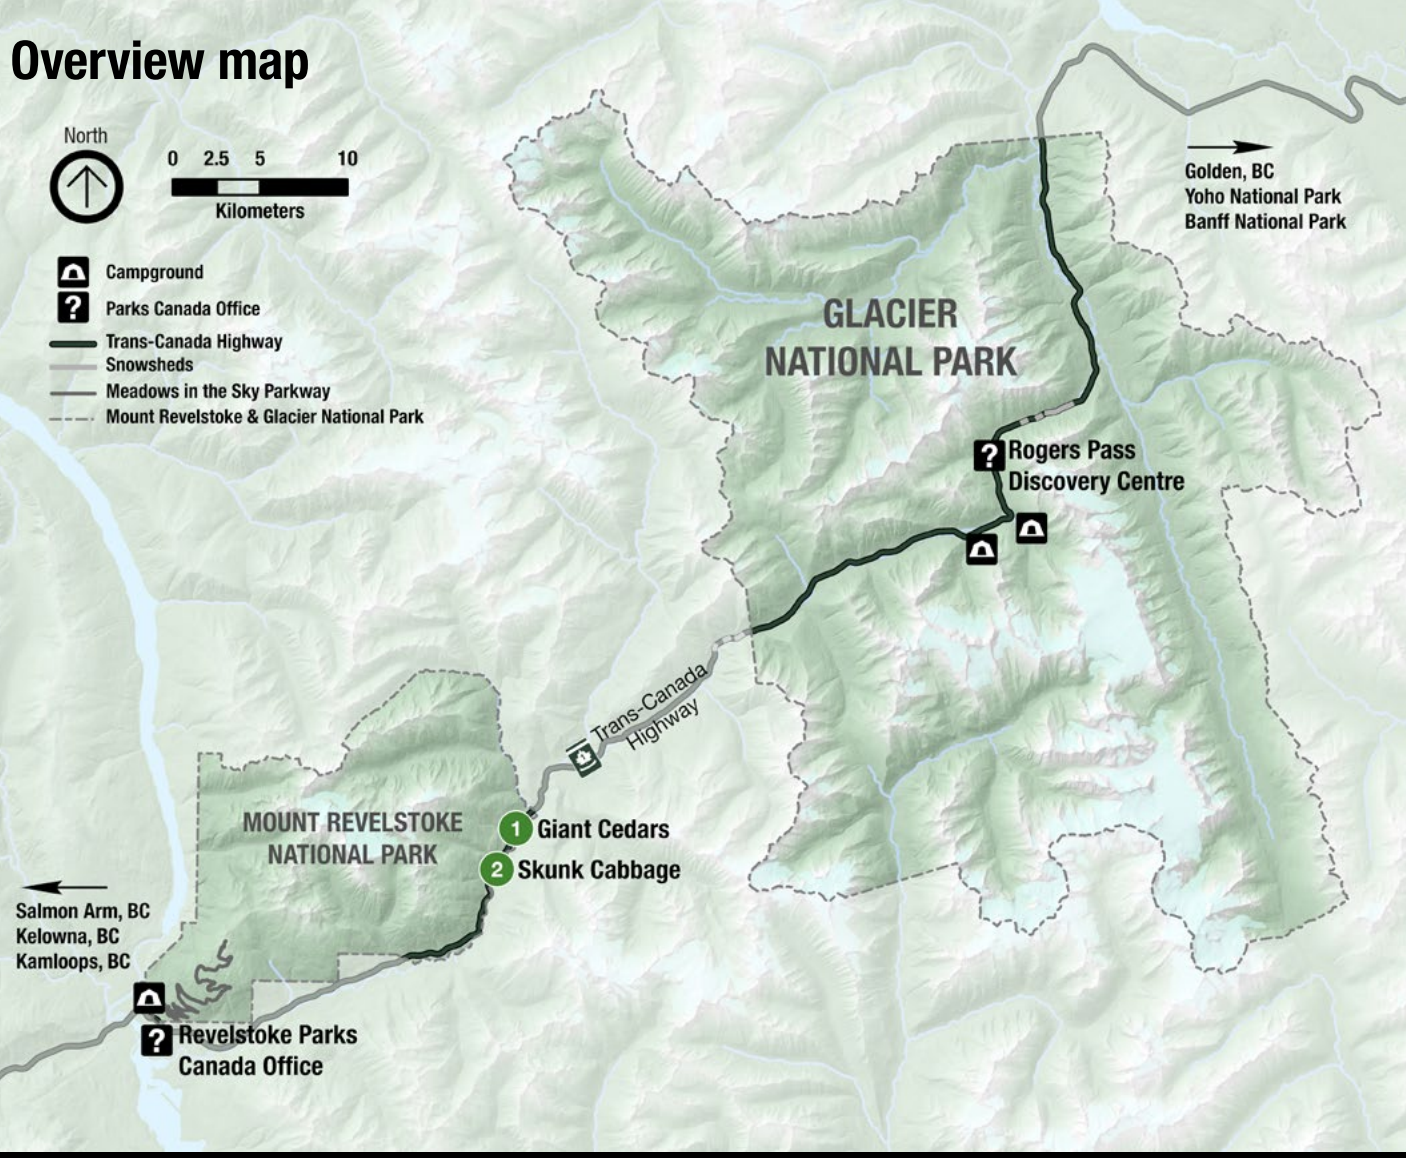 Overview map
North
0 2.5 5 10
Kilometers
Campground
? Parks Canada Office
Trans-Canada Highway
Snowsheds
Meadows in the Sky Parkway
Mount Revelstoke & Glacier National Park
Golden, BC
Yoho National Park
Banff National Park
GLACIER
NATIONAL PARK
? Rogers Pass
Discovery Centre
Trans-Canada
Highway
MOUNT REVELSTOKE
NATIONAL PARK
1 Giant Cedars
2 Skunk Cabbage
Salmon Arm, BC
Kelowna, BC
Kamloops, BC
? Revelstoke Parks
Canada Office